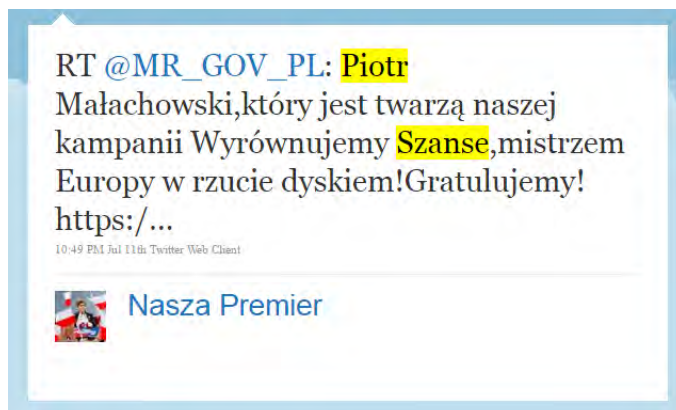 RT @MR_GOV_PL: Piotr
Małachowski,który jest twarzą naszej
kampanii Wyrównujemy Szanse,mistrzem
Europy w rzucie dyskiem!Gratulujemy!
https:/...
10:49 PM Jul 11th Twitter Web Client
Nasza Premier